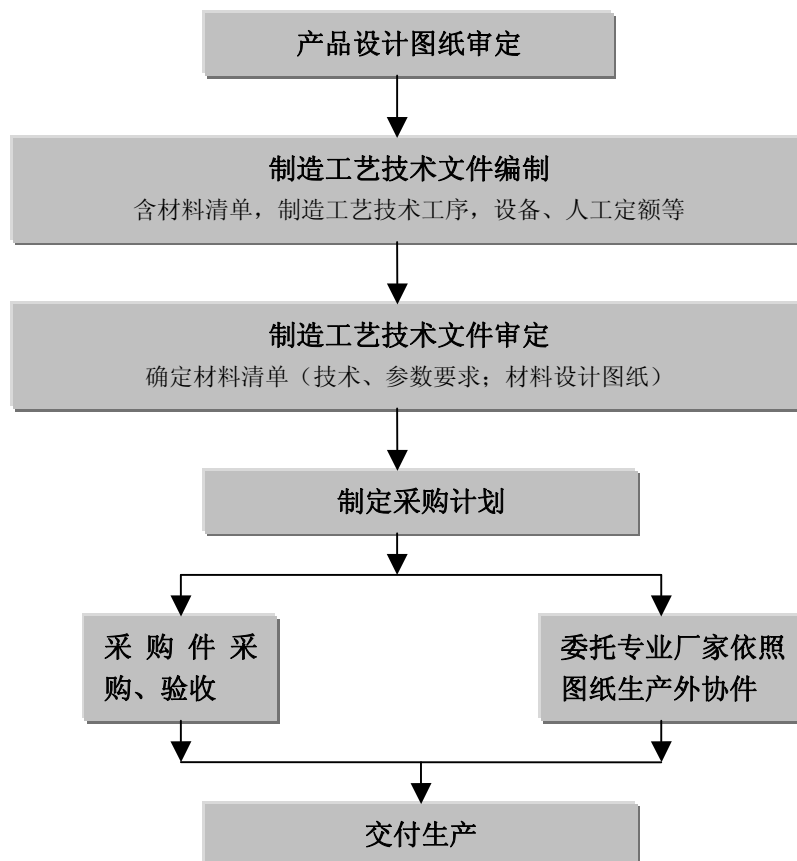 产品设计图纸审定
制造工艺技术文件编制
含材料清单，制造工艺技术工序，设备、人工定额等
制造工艺技术文件审定
确定材料清单（技术、参数要求；材料设计图纸）
制定采购计划
采购件采
购、验收
委托专业厂家依照
图纸生产外协件
交付生产